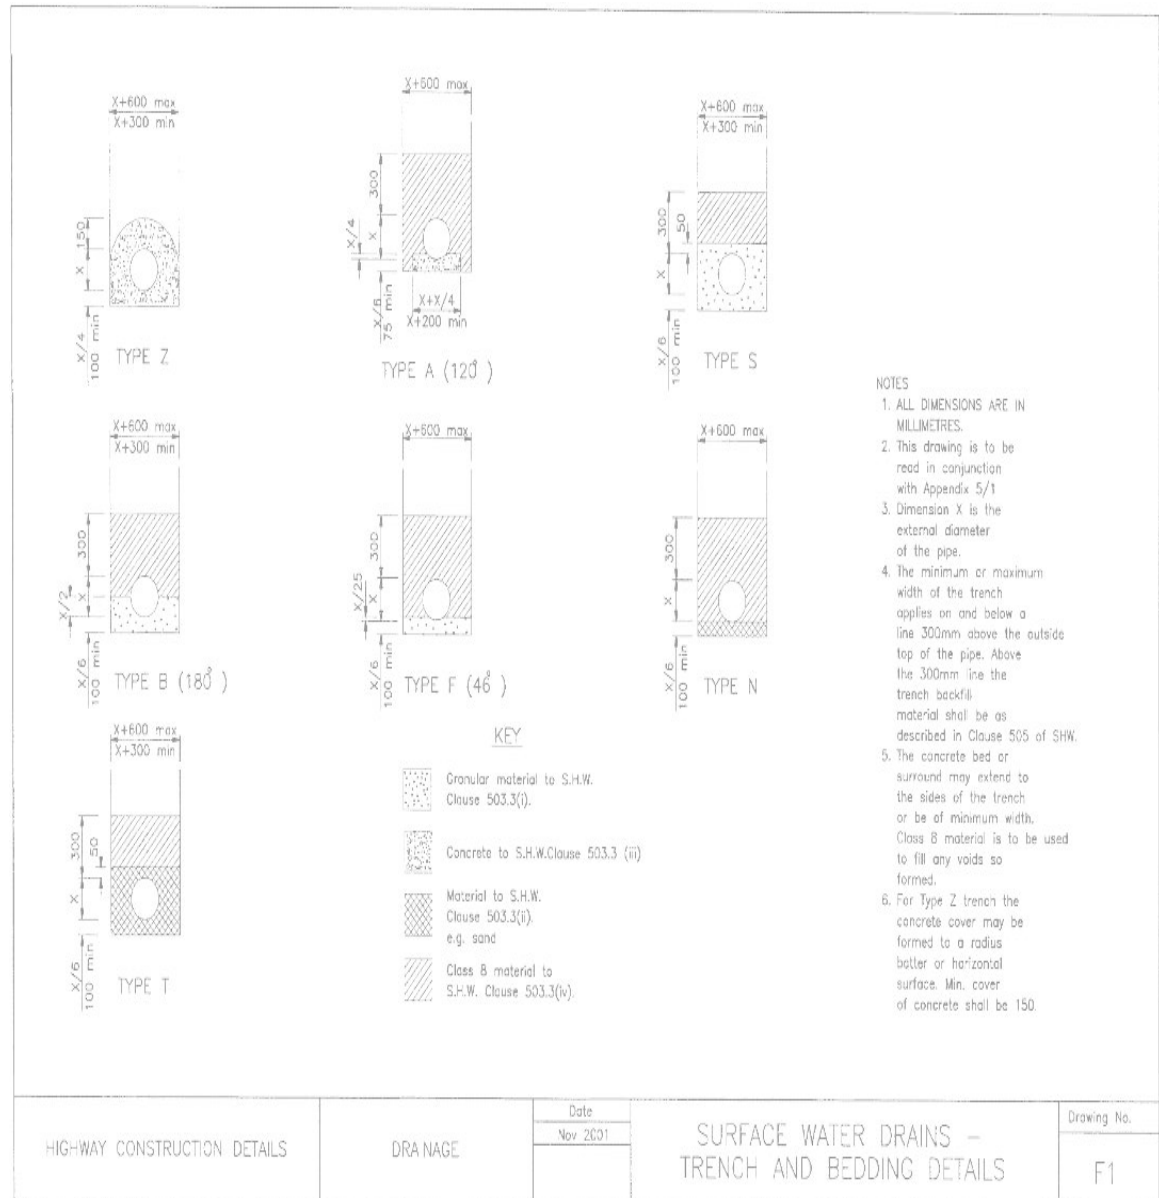 X+600 max
X+300 min
150
X
X/4
100 min
TYPE Z
X+600 max
300
X/4
X
X/6
75 min
X+X/4
X+200 min
TYPE A (120°)
X+600 max
X+300 min
300
50
X
X/6
100 min
TYPE S
X+600 max
X+300 min
300
X/2
X
X/6
100 min
TYPE B (180°)
X+600 max
300
X/25
X
X/6
100 min
TYPE F (46°)
X+600 max
300
X
X/6
100 min
TYPE N
X+600 max
X+300 min
300
50
X
X/6
100 min
TYPE T
KEY
Granular material to S.H.W.
Clause 503.3(i).
Concrete to S.H.W.Clause 503.3 (iii)
Material to S.H.W.
Clause 503.3(ii).
e.g. sand
Class 8 material to
S.H.W. Clause 503.3(iv).
NOTES
1. ALL DIMENSIONS ARE IN
MILLIMETRES.
2. This drawing is to be
read in conjunction
with Appendix 5/1
3. Dimension X is the
external diameter
of the pipe.
4. The minimum or maximum
width of the trench
applies on and below a
line 300mm above the outside
top of the pipe. Above
the 300mm line the
trench backfill
material shall be as
described in Clause 505 of SHW.
5. The concrete bed or
surround may extend to
the sides of the trench
or be of minimum width.
Class 8 material is to be used
to fill any voids so
formed.
6. For Type Z trench the
concrete cover may be
formed to a radius
batter or horizontal
surface. Min. cover
of concrete shall be 150.
HIGHWAY CONSTRUCTION DETAILS
DRAINAGE
Date
Nov 2001
SURFACE WATER DRAINS –
TRENCH AND BEDDING DETAILS
Drawing No.
F1